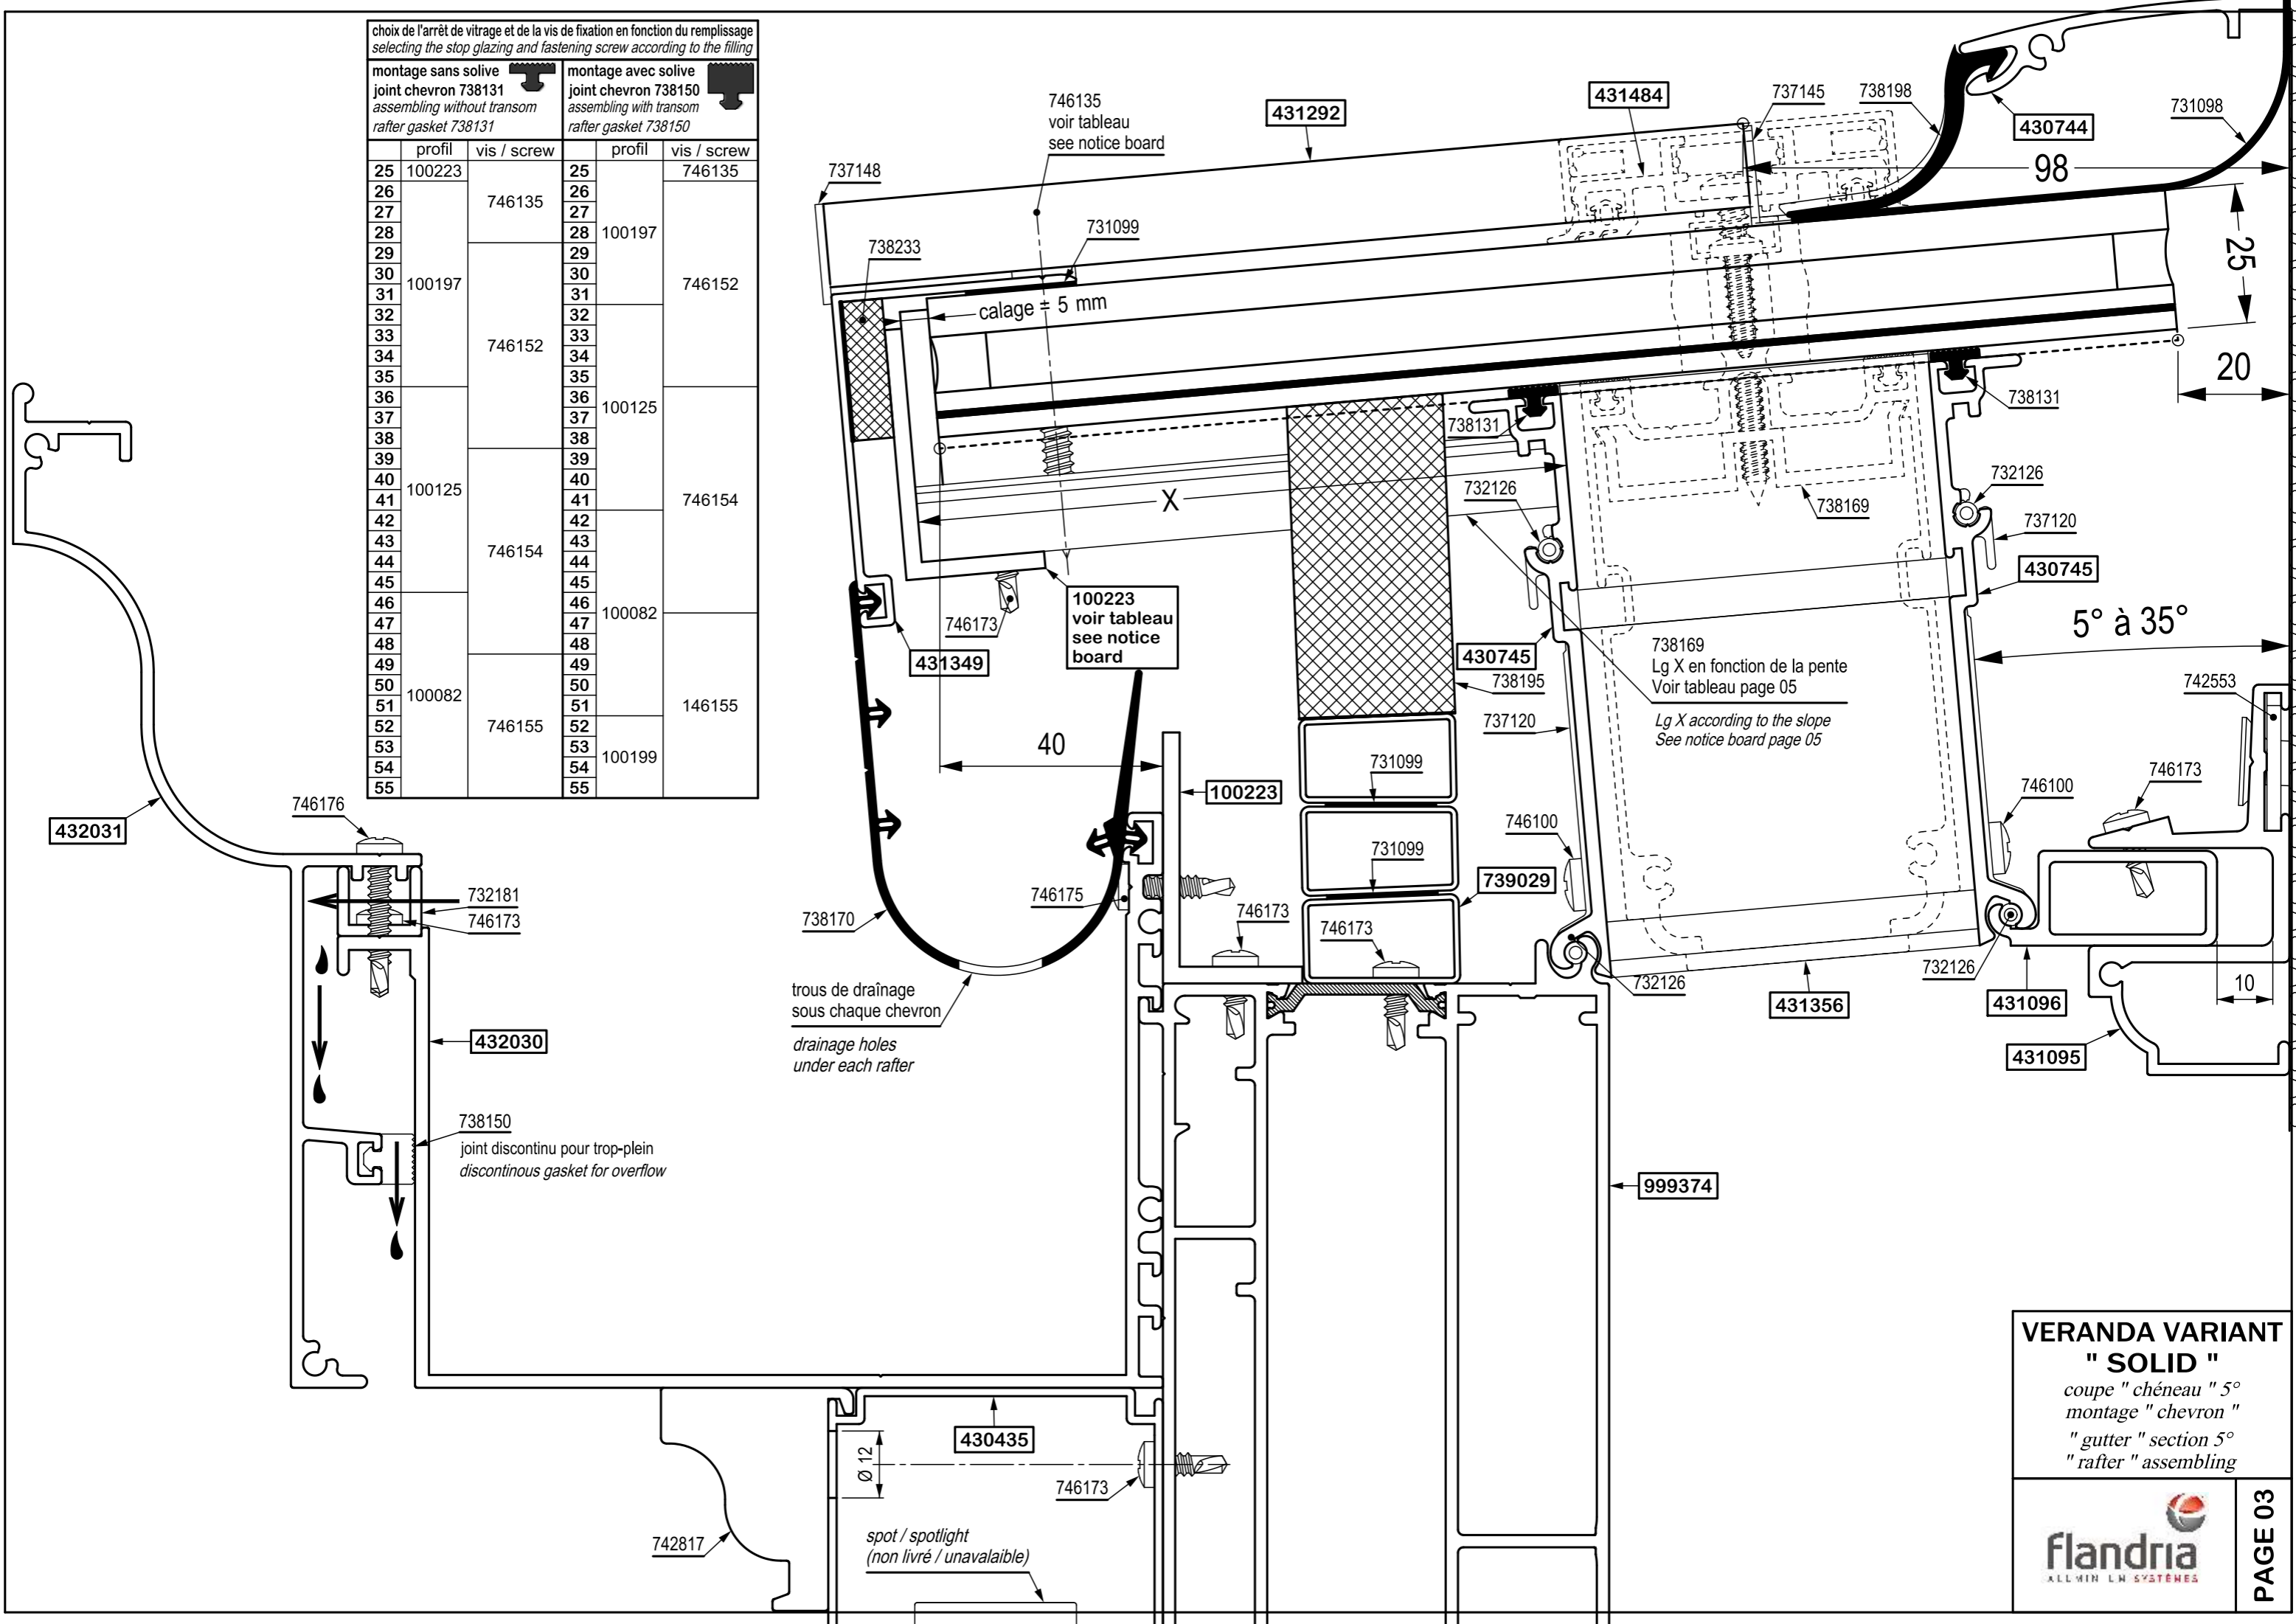 choix de l'arrêt de vitrage et de la vis de fixation en fonction du remplissage
selecting the stop glazing and fastening screw according to the filling
montage sans solive
joint chevron 738131
assembling without transom
rafter gasket 738131
montage avec solive
joint chevron 738150
assembling with transom
rafter gasket 738150
profil vis / screw profil vis / screw
25 100223 25 746135
26 26
27 746135 27
28 28 100197
29 29
30 100197 30 746152
31 31
32 32
33 746152 33
34 34
35 35
36 36 100125
37 37
38 38
39 39
40 100125 40
41 41 746154
42 42
43 746154 43
44 44
45 45
46 46 100082
47 47
48 48
49 49
50 100082 50
51 51 146155
52 746155 52
53 53 100199
54 54
55 55
746135
voir tableau
see notice board
431292
431484
737145
738198
430744
731098
98
737148
738233
731099
calage = 5 mm
25
20
738131
738131
732126
732126
738169
737120
430745
X
5° à 35°
746173
100223
voir tableau
see notice
board
431349
430745
738169
Lg X en fonction de la pente
Voir tableau page 05
Lg X according to the slope
See notice board page 05
738195
737120
742553
40
731099
746173
100223
746100
746100
746176
432031
731099
739029
732181
746173
738170
746175
746173
746173
732126
732126
431356
431096
10
431095
trous de draînage
sous chaque chevron
drainage holes
under each rafter
432030
738150
joint discontinu pour trop-plein
discontinous gasket for overflow
999374
430435
Ø 12
746173
742817
spot / spotlight
(non livré / unavalaible)
VERANDA VARIANT
" SOLID "
coupe " chéneau " 5°
montage " chevron "
" gutter " section 5°
" rafter " assembling
flandria
ALUMINIUM SYSTÈMES
PAGE 03